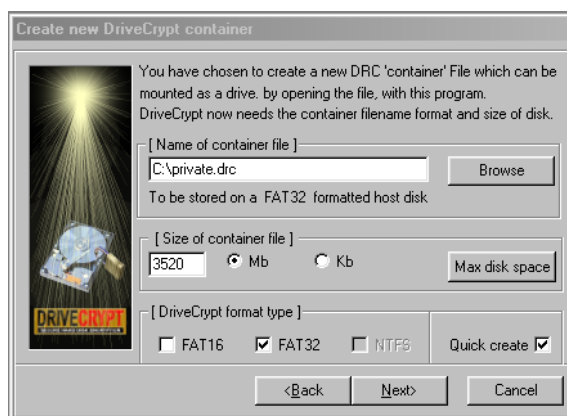 Create new DriveCrypt container
You have chosen to create a new DRC 'container' File which can be
mounted as a drive. by opening the file, with this program.
DriveCrypt now needs the container filename format and size of disk.
[ Name of container file ]
C:\private.drc
Browse
To be stored on a FAT32 formatted host disk
[ Size of container file ]
3520
Mb
Kb
Max disk space
DRIVECRYPT
[ DriveCrypt format type ]
FAT16
FAT32
NTFS
Quick create
<Back
Next>
Cancel